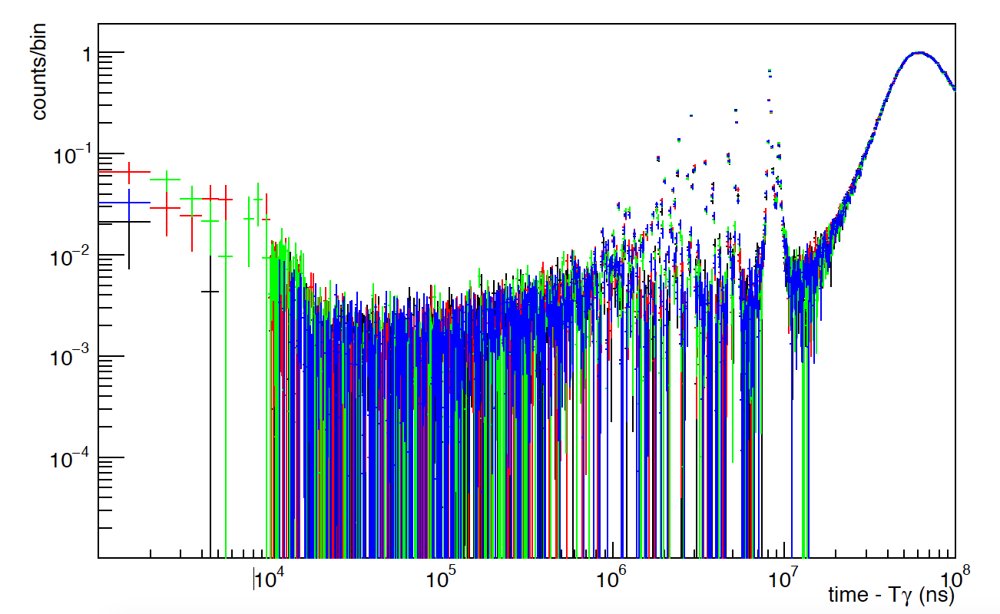 counts/bin
1
10⁻¹
10⁻²
10⁻³
10⁻⁴
10⁴ 10⁵ 10⁶ 10⁷ 10⁸
time - Tγ (ns)